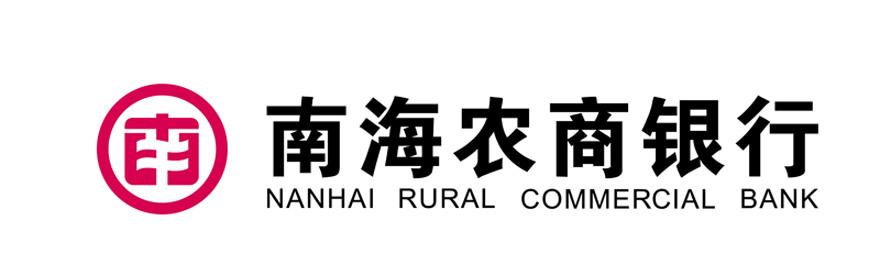 南海农商银行
NANHAI RURAL COMMERCIAL BANK